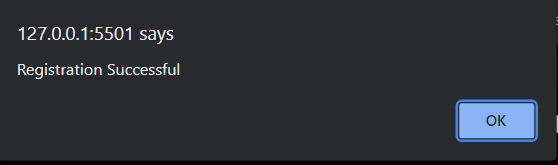 127.0.0.1:5501 says
Registration Successful
OK